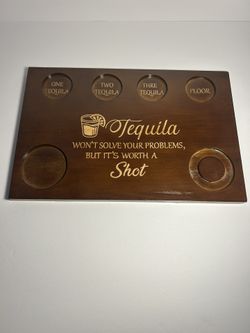 ONE
TEQUILA
TWO
TEQUILA
THREE
TEQUILA
FLOOR
Tequila
WON'T SOLVE YOUR PROBLEMS,
BUT IT'S WORTH A
Shot